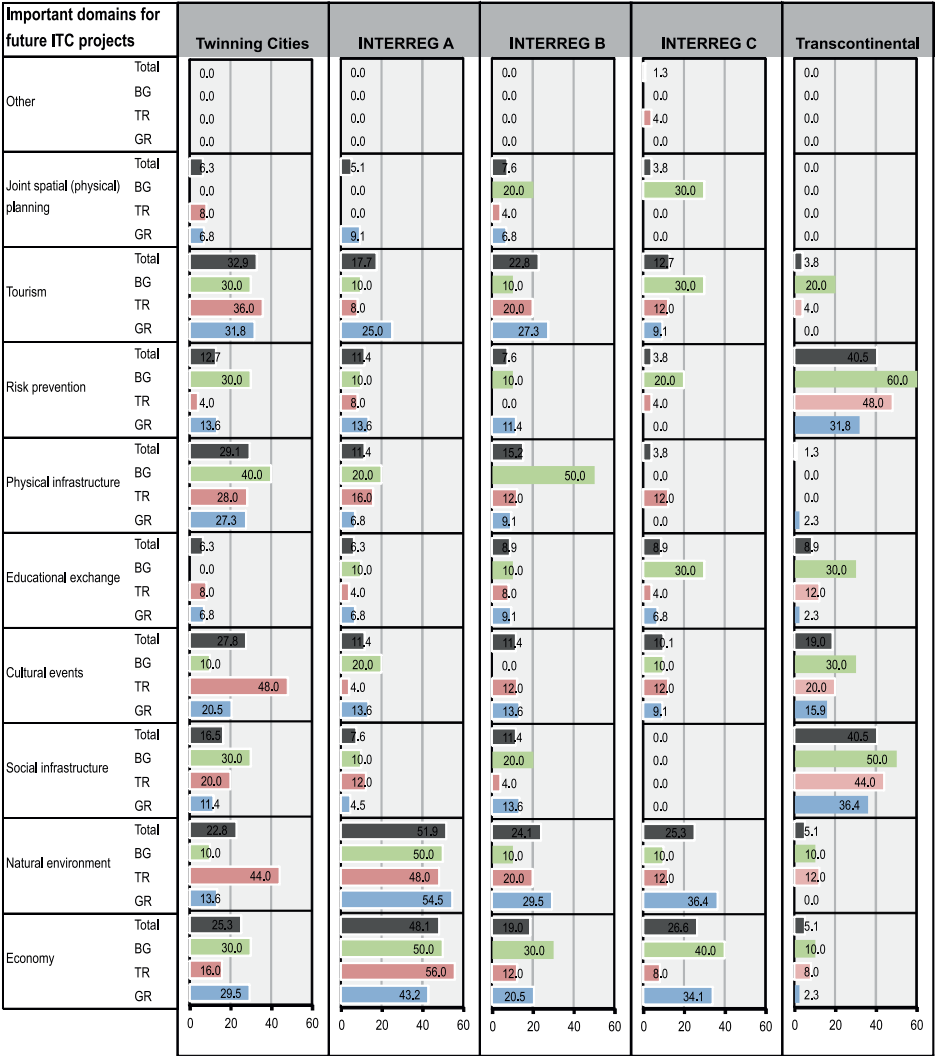 Important domains for
future ITC projects
Twinning Cities INTERREG A INTERREG B INTERREG C Transcontinental
Other
Total 0.0 0.0 0.0 1.3 0.0
BG 0.0 0.0 0.0 0.0 0.0
TR 0.0 0.0 0.0 4.0 0.0
GR 0.0 0.0 0.0 0.0 0.0
Joint spatial (physical)
planning
Total 6.3 5.1 7.6 3.8 0.0
BG 0.0 0.0 20.0 30.0 0.0
TR 8.0 0.0 4.0 0.0 0.0
GR 6.8 9.1 6.8 0.0 0.0
Tourism
Total 32.9 17.7 22.8 12.7 3.8
BG 30.0 10.0 10.0 30.0 20.0
TR 36.0 8.0 20.0 12.0 4.0
GR 31.8 25.0 27.3 9.1 0.0
Risk prevention
Total 12.7 11.4 7.6 3.8 40.5
BG 30.0 10.0 10.0 20.0 60.0
TR 4.0 8.0 0.0 4.0 48.0
GR 13.6 13.6 11.4 0.0 31.8
Physical infrastructure
Total 29.1 11.4 15.2 3.8 1.3
BG 40.0 20.0 50.0 0.0 0.0
TR 28.0 16.0 12.0 12.0 0.0
GR 27.3 6.8 9.1 0.0 2.3
Educational exchange
Total 6.3 6.3 8.9 8.9 8.9
BG 0.0 10.0 10.0 30.0 30.0
TR 8.0 4.0 8.0 4.0 12.0
GR 6.8 6.8 9.1 6.8 2.3
Cultural events
Total 27.8 11.4 11.4 10.1 19.0
BG 10.0 20.0 0.0 10.0 30.0
TR 48.0 4.0 12.0 12.0 20.0
GR 20.5 13.6 13.6 9.1 15.9
Social infrastructure
Total 16.5 7.6 11.4 0.0 40.5
BG 30.0 10.0 20.0 0.0 50.0
TR 20.0 12.0 4.0 0.0 44.0
GR 11.4 4.5 13.6 0.0 36.4
Natural environment
Total 22.8 51.9 24.1 25.3 5.1
BG 10.0 50.0 10.0 10.0 10.0
TR 44.0 48.0 20.0 12.0 12.0
GR 13.6 54.5 29.5 36.4 0.0
Economy
Total 25.3 48.1 19.0 26.6 5.1
BG 30.0 50.0 30.0 40.0 10.0
TR 16.0 56.0 12.0 8.0 8.0
GR 29.5 43.2 20.5 34.1 2.3
0 20 40 60 0 20 40 60 0 20 40 60 0 20 40 60 0 20 40 60